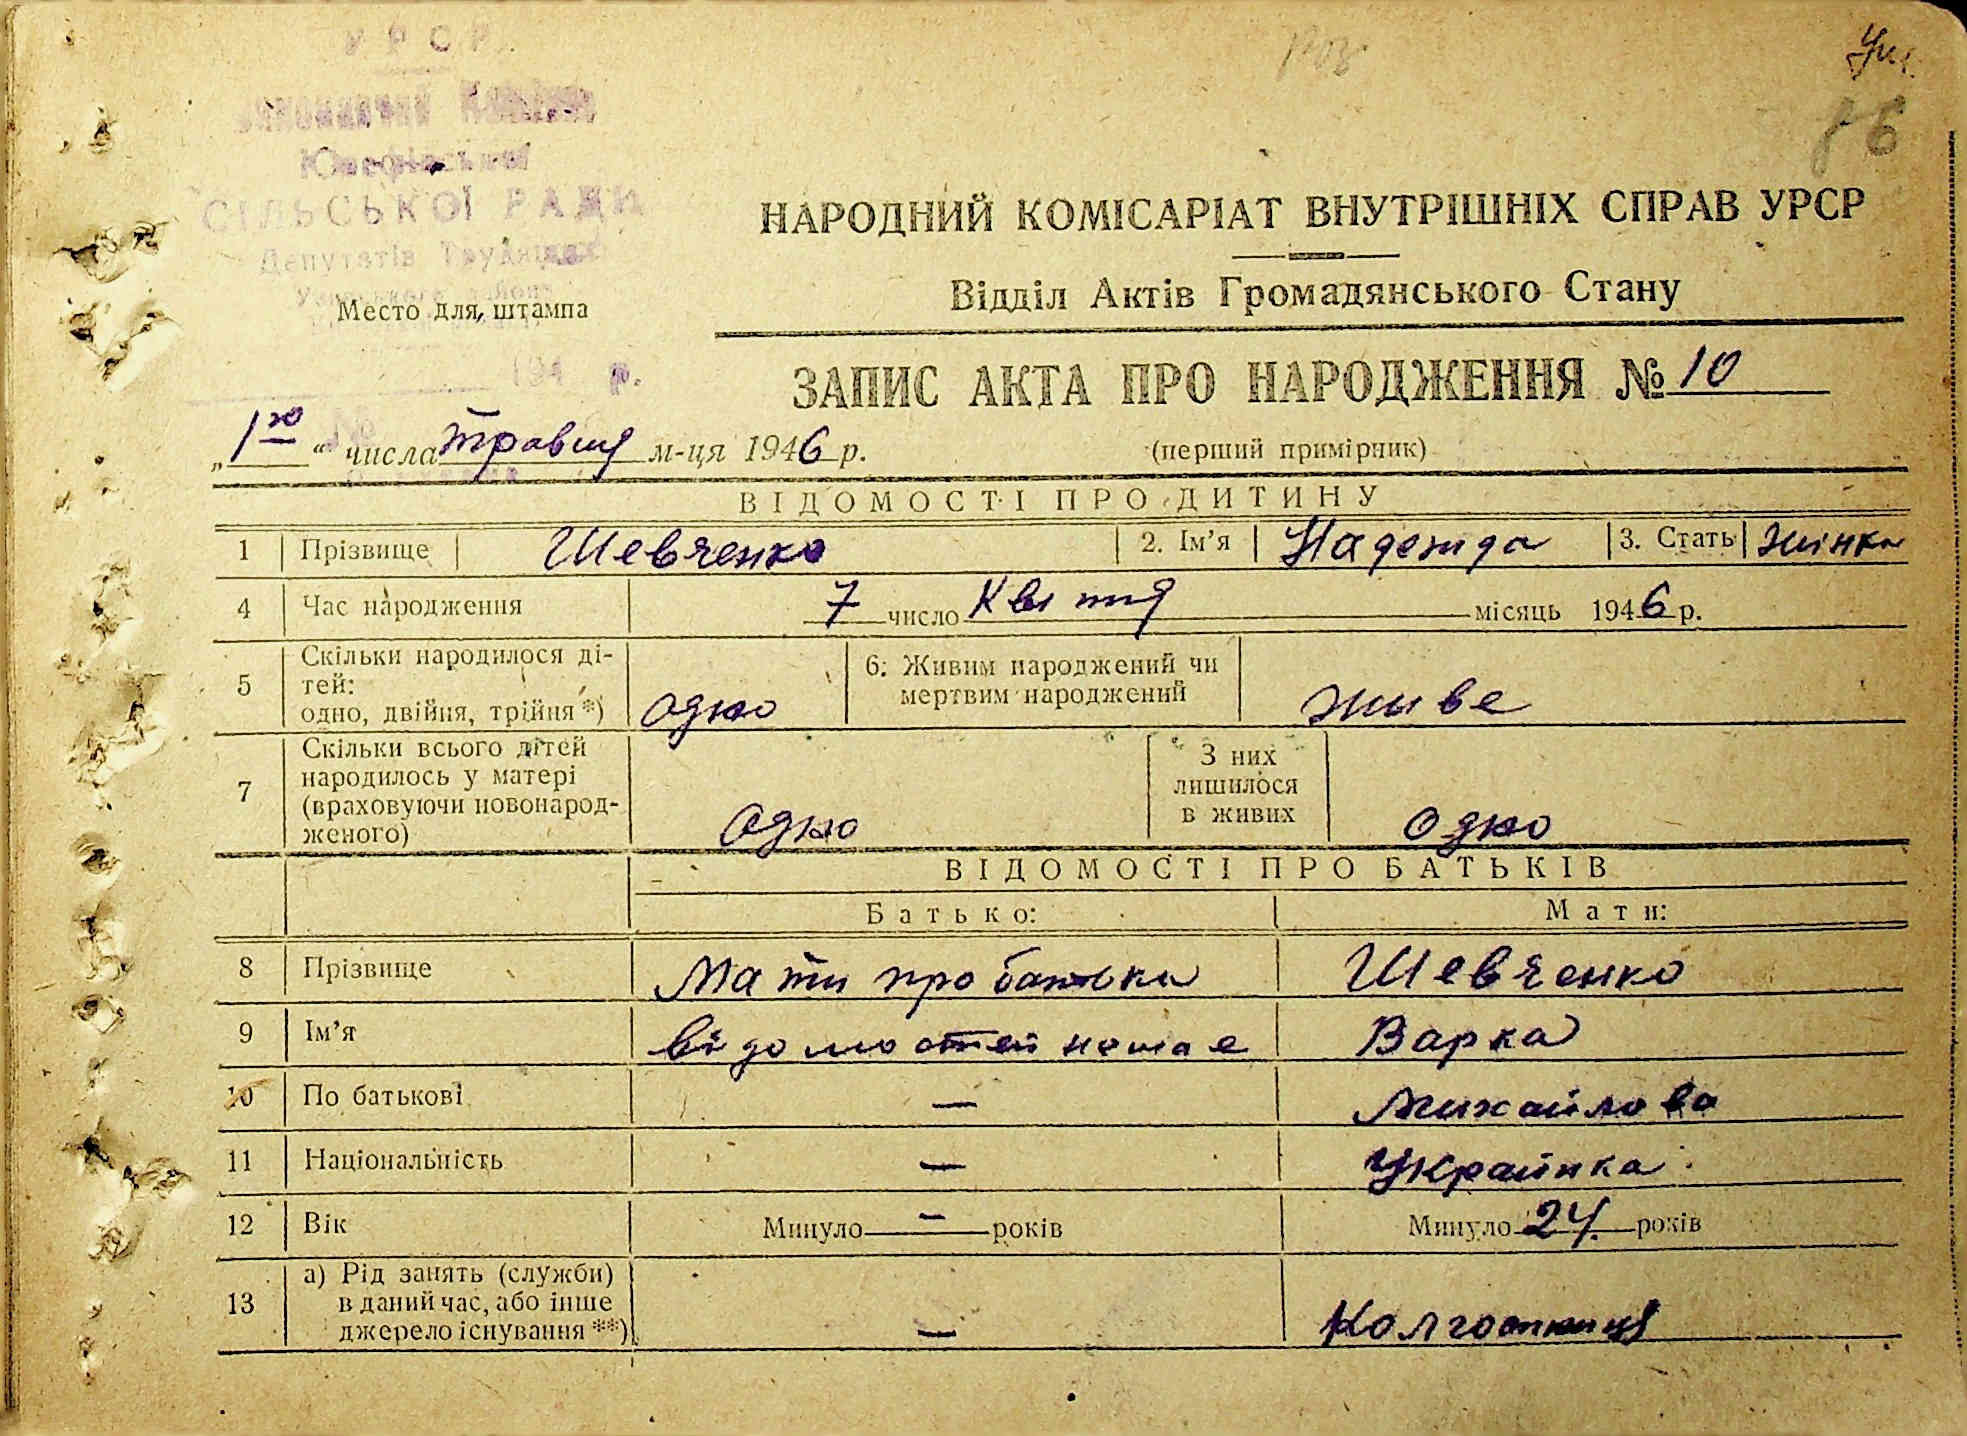 УРСР
СІЛЬСЬКОЇ РАДИ
Депутатів Трудящих
Место для штампа
194 р.
86
НАРОДНИЙ КОМІСАРІАТ ВНУТРІШНІХ СПРАВ УРСР
Відділ Актів Громадянського Стану
ЗАПИС АКТА ПРО НАРОДЖЕННЯ № 10
„1го“ числа травця м-ця 1946 р. (перший примірник)
ВІДОМОСТІ ПРО ДИТИНУ
1 Прізвище Шевченко 2. Ім’я Надежда 3. Стать жінка
4 Час народження 7 число Квітня місяць 1946 р.
5 Скільки народилося ді-
тей:
одно, двійня, трійня *) одно 6. Живим народжений чи
мертвим народжений живе
7 Скільки всього дітей
народилось у матері
(враховуючи новонарод-
женого) одно
З них
лишилося
в живих одно
ВІДОМОСТІ ПРО БАТЬКІВ
Батько: Мати:
8 Прізвище Мати про батька Шевченко
9 Ім’я відомостей немає Варка
10 По батькові — Михайлова
11 Національність — Українка
12 Вік Минуло — років Минуло 24 років
13 а) Рід занять (служби)
в даний час, або інше
джерело існування **) — Колгоспниця